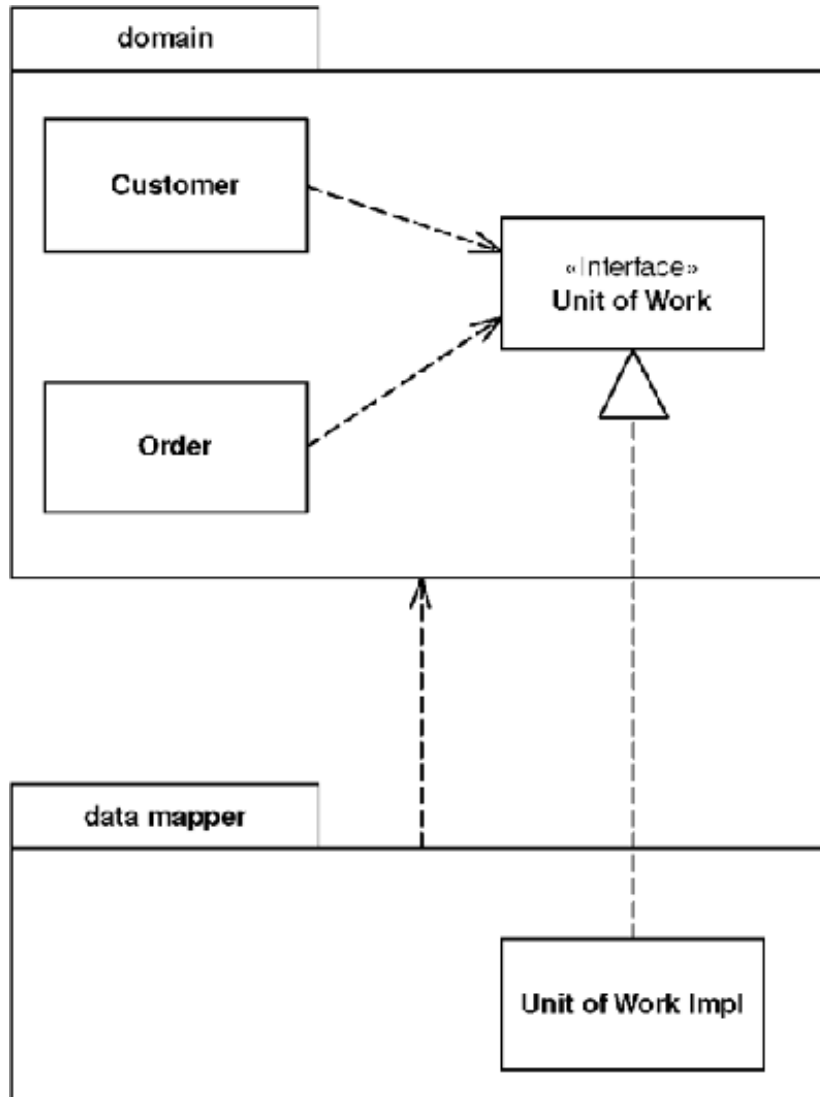 domain
Customer
«Interface»
Unit of Work
Order
data mapper
Unit of Work Impl